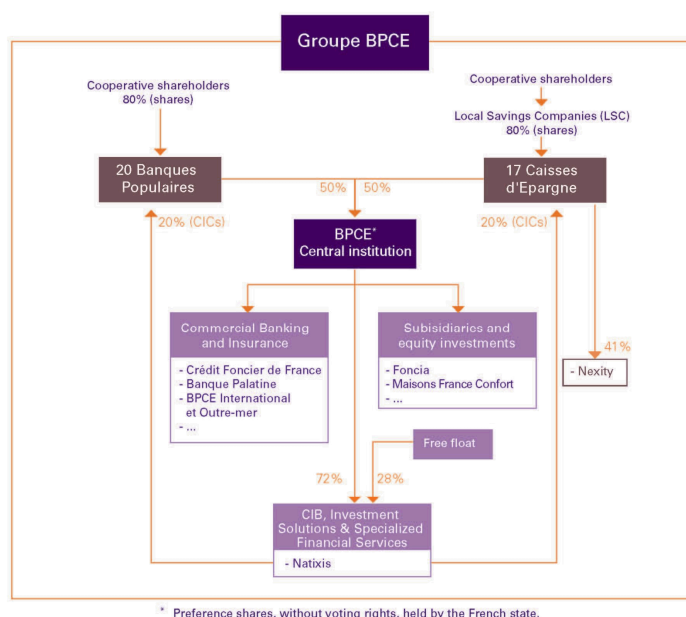 Groupe BPCE
Cooperative shareholders
80% (shares)
Cooperative shareholders
Local Savings Companies (LSC)
80% (shares)
20 Banques
Populaires
17 Caisses
d'Epargne
50% 50%
20% (CICs)
20% (CICs)
BPCE*
Central institution
Commercial Banking
and Insurance
- Crédit Foncier de France
- Banque Palatine
- BPCE International
et Outre-mer
- ...
Subisidiaries and
equity investments
- Foncia
- Maisons France Confort
- ...
41%
- Nexity
Free float
72%
28%
CIB, Investment
Solutions & Specialized
Financial Services
- Natixis
* Preference shares, without voting rights, held by the French state.